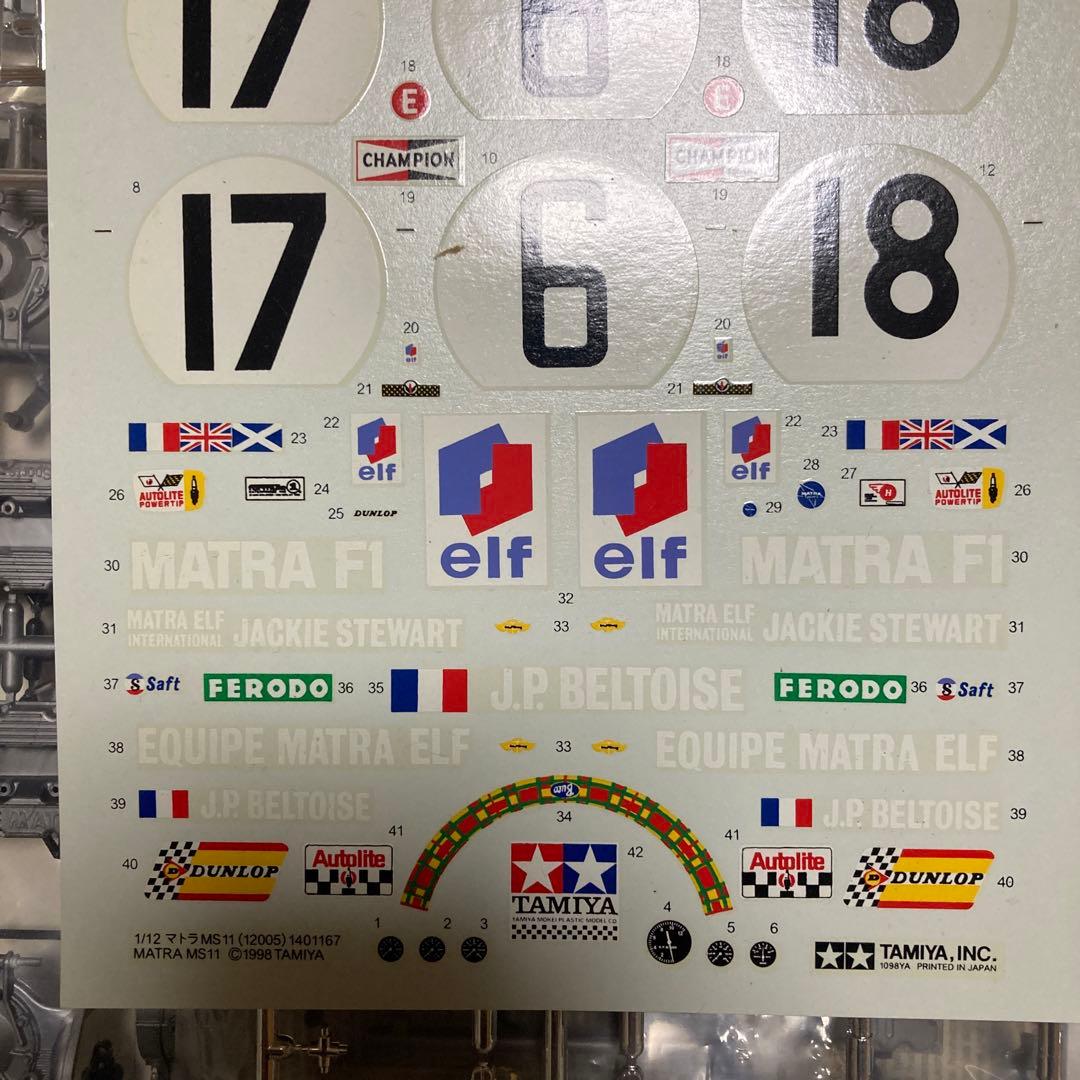 17 6 18
18 18
E E
CHAMPION 10 CHAMPION
8 19 19 12
17 6 18
20 20
elf elf
21 21
22 elf elf elf elf 22
23 23
26 AUTOLITE POWERTIP 24 28 MATRA 27 H AUTOLITE POWERTIP 26
25 DUNLOP 29
30 MATRA F1 MATRA F1 30
32
31 MATRA ELF INTERNATIONAL JACKIE STEWART 33 MATRA ELF INTERNATIONAL JACKIE STEWART 31
37 S Saft FERODO 36 35 J.P. BELTOISE FERODO 36 S Saft 37
38 EQUIPE MATRA ELF 33 EQUIPE MATRA ELF 38
39 J.P. BELTOISE J.P. BELTOISE 39
34
40 D DUNLOP 41 Autolite 42 41 Autolite D DUNLOP 40
TAMIYA
TAMIYA MOKEI PLASTIC MODEL CO
1 2 3 4 5 6
1/12 マトラ MS11 (12005) 1401167
MATRA MS11 ©1998 TAMIYA
TAMIYA, INC.
1098YA PRINTED IN JAPAN